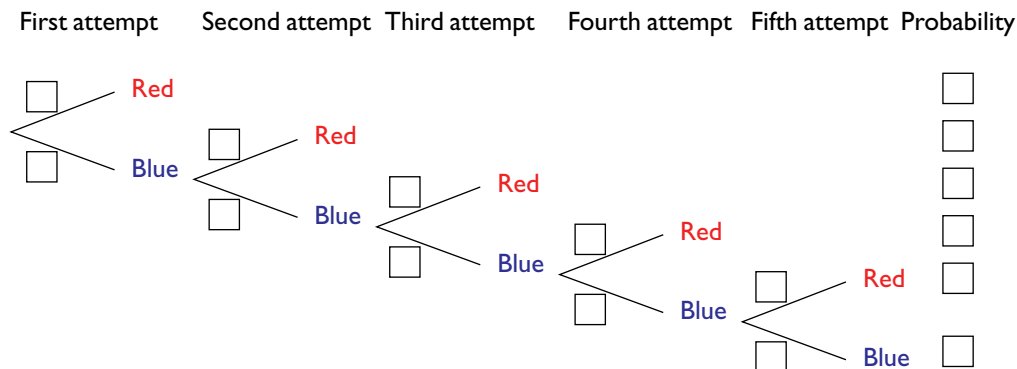 First attempt Second attempt Third attempt Fourth attempt Fifth attempt Probability
Red
Red
Blue
Red
Blue
Red
Blue
Red
Blue
Blue